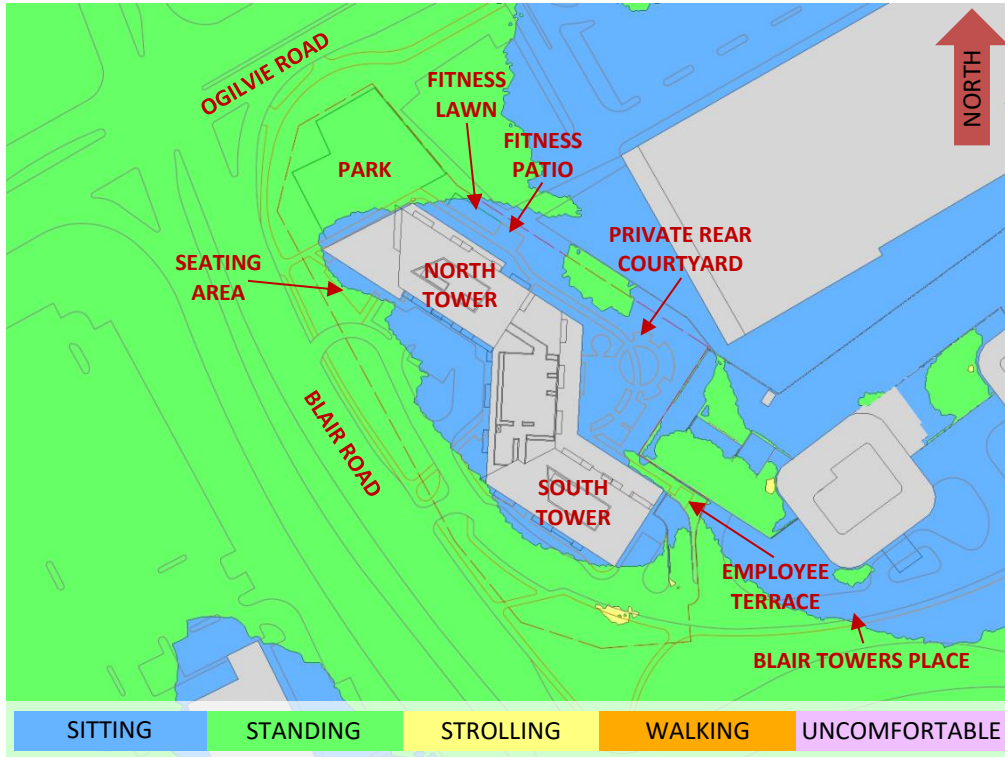 OGILVIE ROAD
NORTH
FITNESS
LAWN
FITNESS
PATIO
PARK
PRIVATE REAR
COURTYARD
SEATING
AREA
NORTH
TOWER
BLAIR ROAD
SOUTH
TOWER
EMPLOYEE
TERRACE
BLAIR TOWERS PLACE
SITTING
STANDING
STROLLING
WALKING
UNCOMFORTABLE